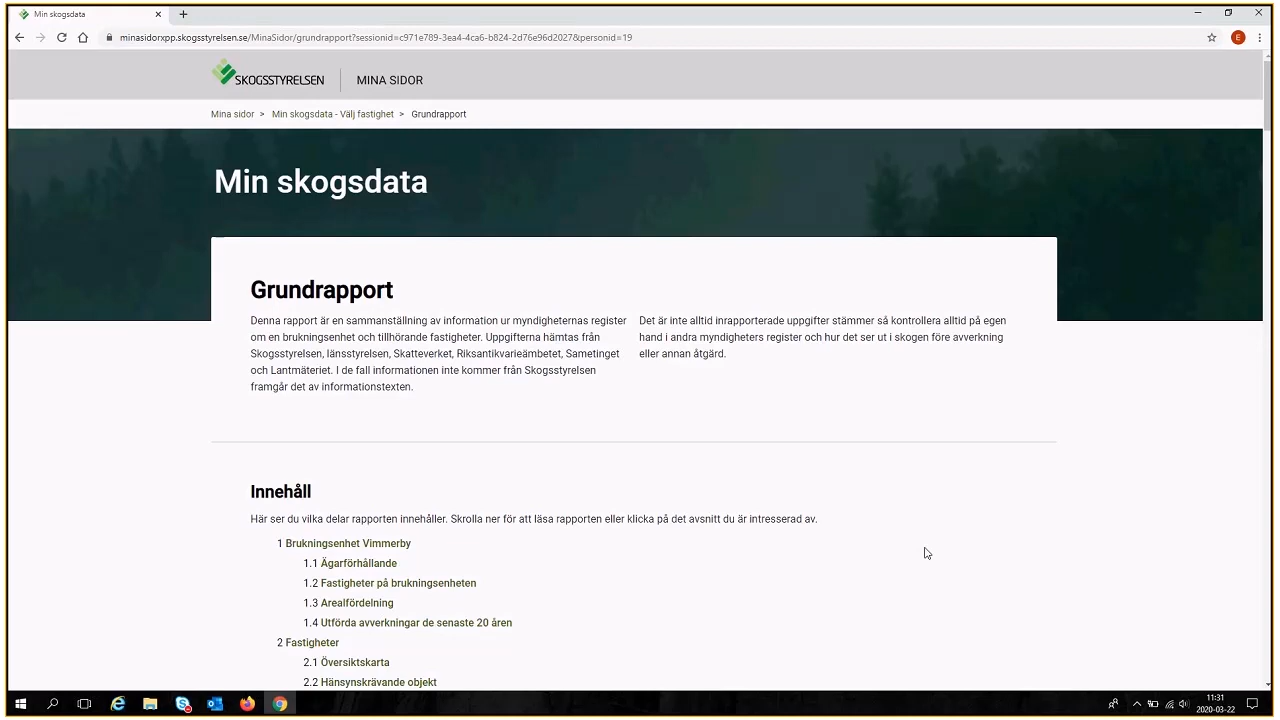 Min skogsdata
minasidorxpp.skogsstyrelsen.se/MinaSidor/grundrapport?sessionid=c971e789-3ea4-4ca6-b824-2d76e96d2027&personid=19
E
SKOGSSTYRELSEN
MINA SIDOR
Mina sidor > Min skogsdata - Välj fastighet > Grundrapport
Min skogsdata
Grundrapport
Denna rapport är en sammanställning av information ur myndigheternas register
om en brukningsenhet och tillhörande fastigheter. Uppgifterna hämtas från
Skogsstyrelsen, länsstyrelsen, Skatteverket, Riksantikvarieämbetet, Sametinget
och Lantmäteriet. I de fall informationen inte kommer från Skogsstyrelsen
framgår det av informationstexten.
Det är inte alltid inrapporterade uppgifter stämmer så kontrollera alltid på egen
hand i andra myndigheters register och hur det ser ut i skogen före avverkning
eller annan åtgärd.
Innehåll
Här ser du vilka delar rapporten innehåller. Skrolla ner för att läsa rapporten eller klicka på det avsnitt du är intresserad av.
1 Brukningsenhet Vimmerby
1.1 Ägarförhållande
1.2 Fastigheter på brukningsenheten
1.3 Arealfördelning
1.4 Utförda avverkningar de senaste 20 åren
2 Fastigheter
2.1 Översiktskarta
2.2 Hänsynskrävande objekt
11:31
2020-03-22